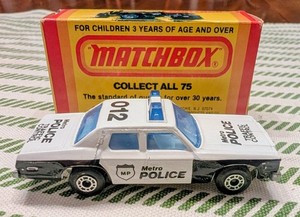 FOR CHILDREN 3 YEARS OF AGE AND OVER
MATCHBOX
COLLECT ALL 75
The standard of for over 30 years.
012
POLICE
POLICE
MP
Metro
POLICE